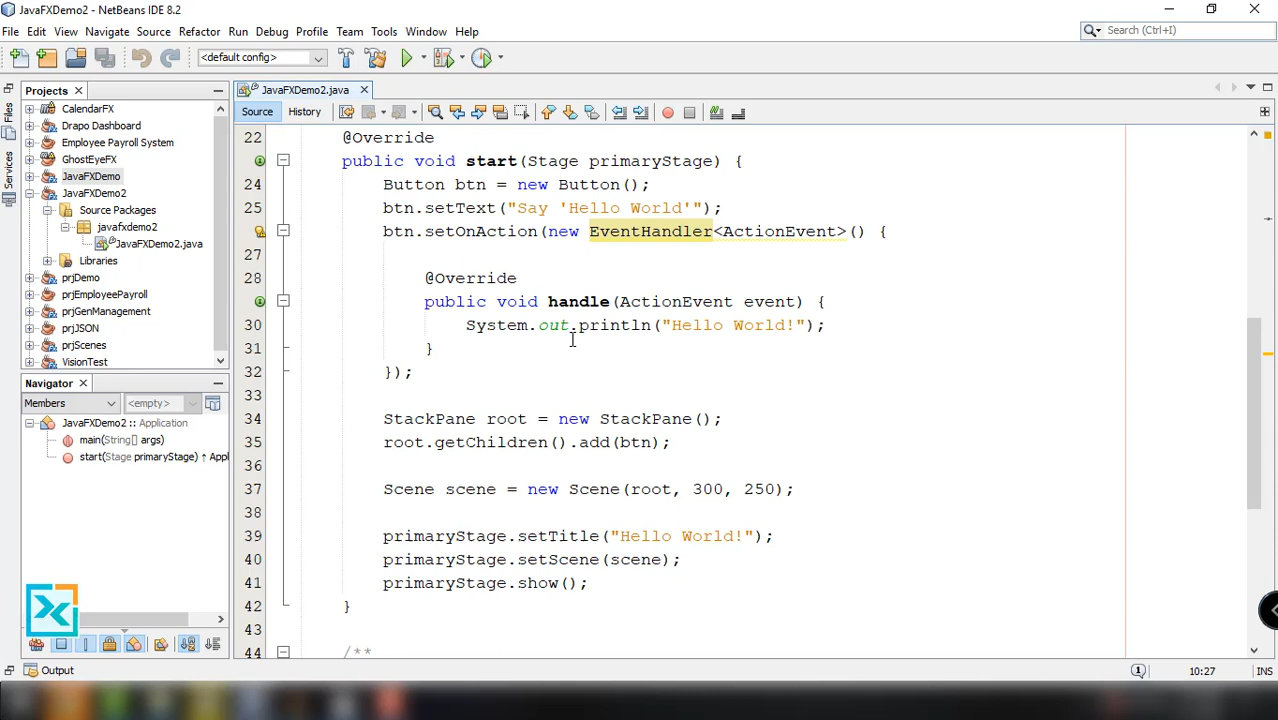 JavaFXDemo2 - NetBeans IDE 8.2
File Edit View Navigate Source Refactor Run Debug Profile Team Tools Window Help
Search (Ctrl+I)
<default config>
Projects
JavaFXDemo2.java
Files
Services
Source History
CalendarFX
Drapo Dashboard
Employee Payroll System
GhostEyeFX
JavaFXDemo
JavaFXDemo2
Source Packages
javafxdemo2
JavaFXDemo2.java
Libraries
prjDemo
prjEmployeePayroll
prjGenManagement
prjJSON
prjScenes
VisionTest
Navigator
Members
<empty>
JavaFXDemo2 :: Application
main(String[] args)
start(Stage primaryStage) ↑ Appl
22 @Override
public void start(Stage primaryStage) {
24 Button btn = new Button();
25 btn.setText("Say 'Hello World'");
btn.setOnAction(new EventHandler<ActionEvent>() {
27
28 @Override
public void handle(ActionEvent event) {
30 System.out.println("Hello World!");
31 }
32 });
33
34 StackPane root = new StackPane();
35 root.getChildren().add(btn);
36
37 Scene scene = new Scene(root, 300, 250);
38
39 primaryStage.setTitle("Hello World!");
40 primaryStage.setScene(scene);
41 primaryStage.show();
42 }
43
44 /**
Output
1
10:27
INS